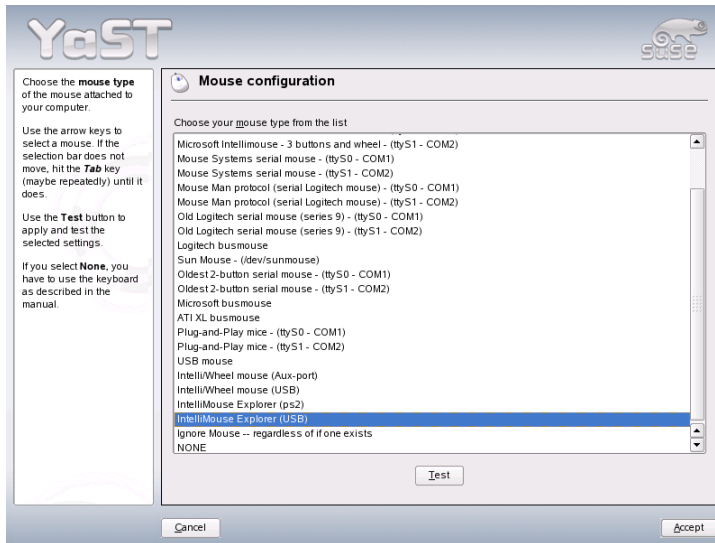 YaST
SUSE
Choose the mouse type
of the mouse attached to
your computer.
Use the arrow keys to
select a mouse. If the
selection bar does not
move, hit the Tab key
(maybe repeatedly) until it
does.
Use the Test button to
apply and test the
selected settings.
If you select None, you
have to use the keyboard
as described in the
manual.
Mouse configuration
Choose your mouse type from the list
Microsoft Intellimouse - 3 buttons and wheel - (ttyS1 - COM2)
Mouse Systems serial mouse - (ttyS0 - COM1)
Mouse Systems serial mouse - (ttyS1 - COM2)
Mouse Man protocol (serial Logitech mouse) - (ttyS0 - COM1)
Mouse Man protocol (serial Logitech mouse) - (ttyS1 - COM2)
Old Logitech serial mouse (series 9) - (ttyS0 - COM1)
Old Logitech serial mouse (series 9) - (ttyS1 - COM2)
Logitech busmouse
Sun Mouse - (/dev/sunmouse)
Oldest 2-button serial mouse - (ttyS0 - COM1)
Oldest 2-button serial mouse - (ttyS1 - COM2)
Microsoft busmouse
ATI XL busmouse
Plug-and-Play mice - (ttyS0 - COM1)
Plug-and-Play mice - (ttyS1 - COM2)
USB mouse
Intelli/Wheel mouse (Aux-port)
Intelli/Wheel mouse (USB)
IntelliMouse Explorer (ps2)
IntelliMouse Explorer (USB)
Ignore Mouse -- regardless of if one exists
NONE
Test
Cancel
Accept